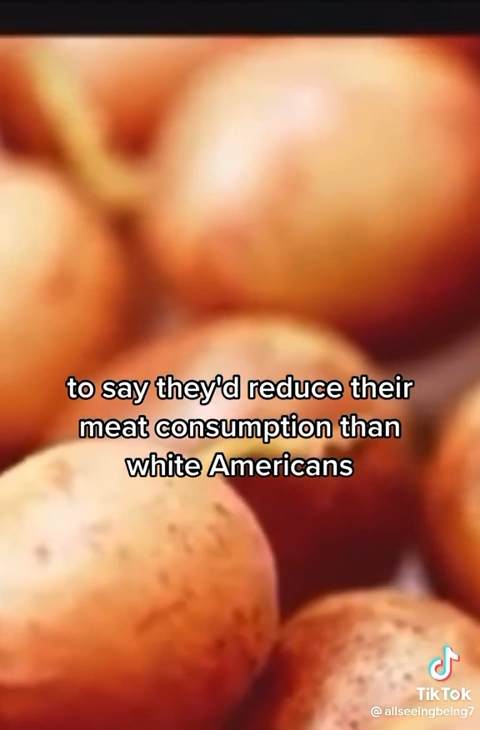 to say they'd reduce their
meat consumption than
white Americans
TikTok
@allseeingbeing7